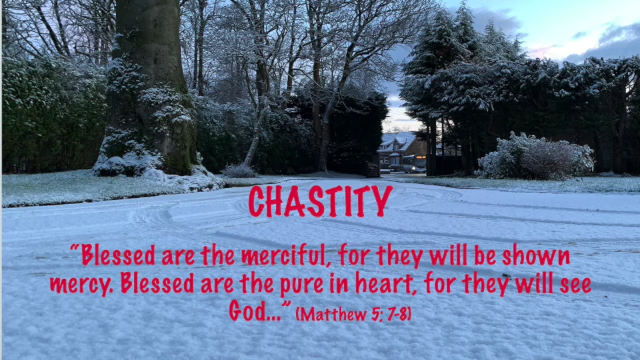 CHASTITY
“Blessed are the merciful, for they will be shown
mercy. Blessed are the pure in heart, for they will see
God...” (Matthew 5; 7-8)